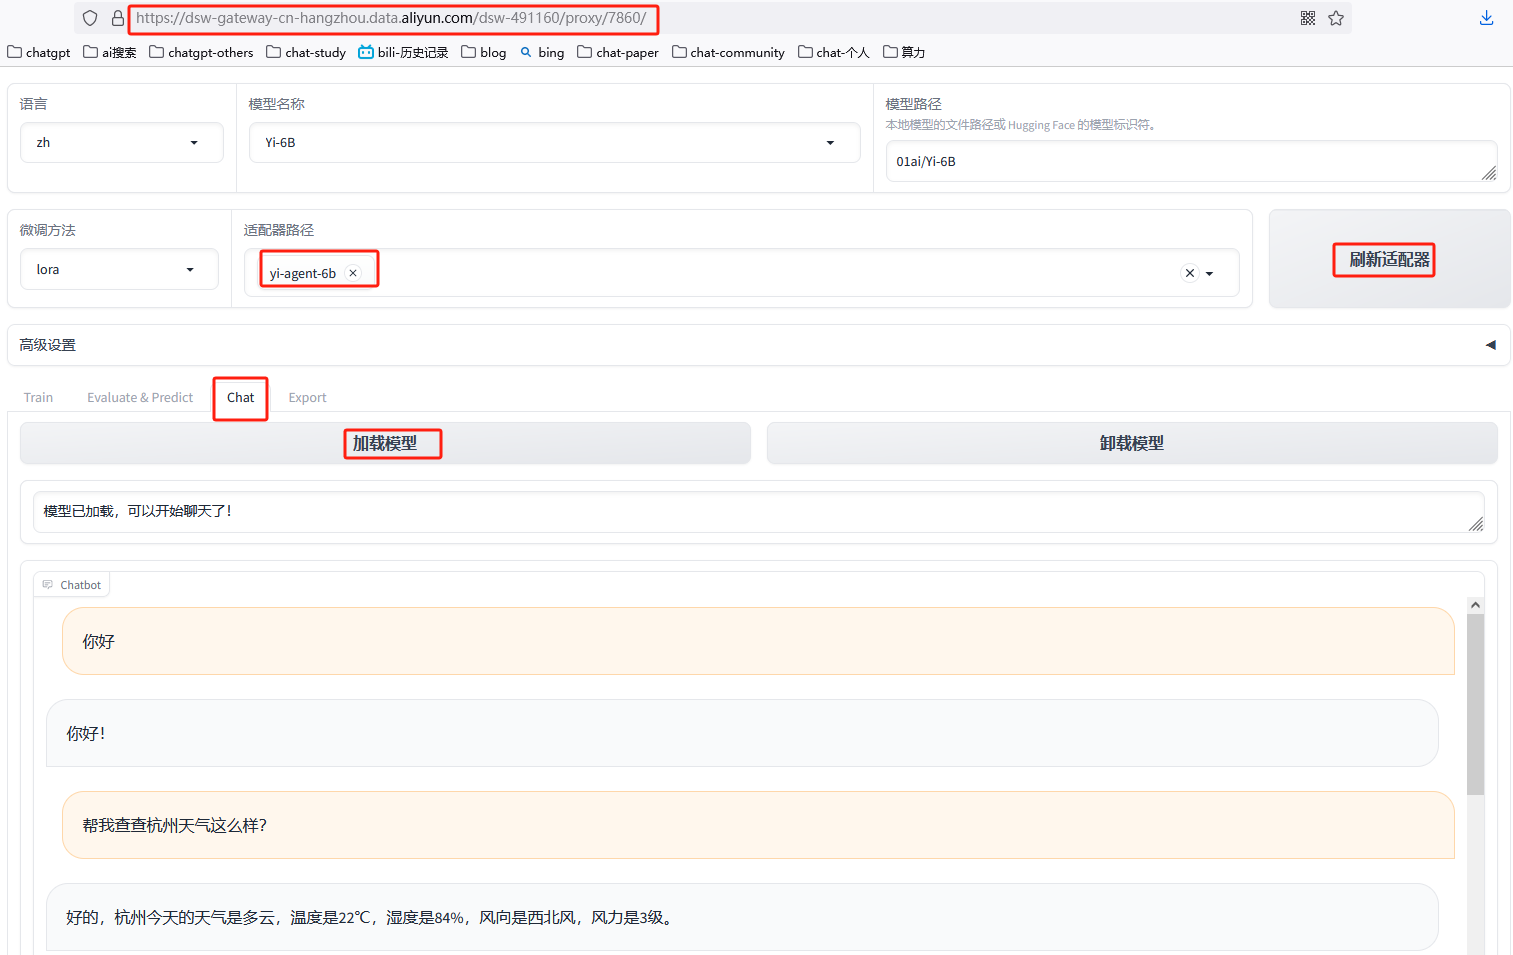 https://dsw-gateway-cn-hangzhou.data.aliyun.com/dsw-491160/proxy/7860/
chatgpt ai搜索 chatgpt-others chat-study bili-历史记录 blog bing chat-paper chat-community chat-个人 算力
语言 模型名称 模型路径
本地模型的文件路径或 Hugging Face 的模型标识符。
zh Yi-6B
01ai/Yi-6B
微调方法 适配器路径
刷新适配器
lora yi-agent-6b
高级设置
Train Evaluate & Predict Chat Export
加载模型 卸载模型
模型已加载，可以开始聊天了！
Chatbot
你好
你好！
帮我查查杭州天气这么样？
好的，杭州今天的天气是多云，温度是22℃，湿度是84%，风向是西北风，风力是3级。